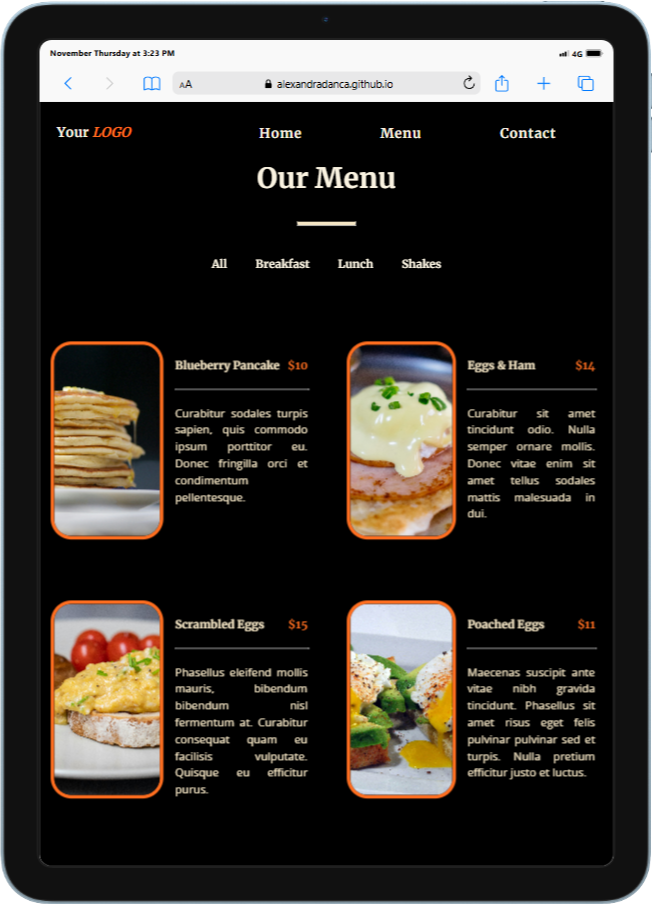 November Thursday at 3:23 PM
4G
AA
alexandradanca.github.io
Your LOGO
Home
Menu
Contact
Our Menu
All
Breakfast
Lunch
Shakes
Blueberry Pancake $10
Curabitur sodales turpis
sapien, quis commodo
ipsum porttitor eu.
Donec fringilla orci et
condimentum
pellentesque.
Eggs & Ham $14
Curabitur sit amet
tincidunt odio. Nulla
semper ornare mollis.
Donec vitae enim sit
amet tellus sodales
mattis malesuada in
dui.
Scrambled Eggs $15
Phasellus eleifend mollis
mauris, bibendum
bibendum nisl
fermentum at. Curabitur
consequat quam eu
facilisis vulputate.
Quisque eu efficitur
purus.
Poached Eggs $11
Maecenas suscipit ante
vitae nibh gravida
tincidunt. Phasellus sit
amet risus eget felis
pulvinar pulvinar sed et
turpis. Nulla pretium
efficitur justo et luctus.